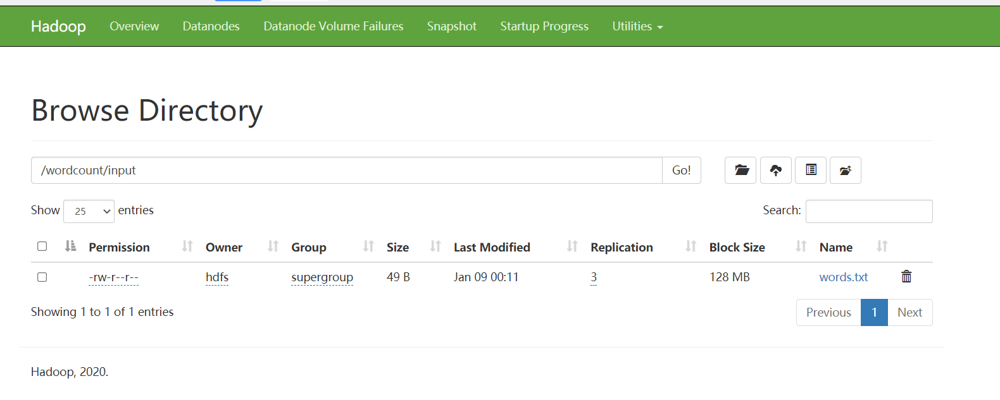 Hadoop Overview Datanodes Datanode Volume Failures Snapshot Startup Progress Utilities
Browse Directory
/wordcount/input Go!
Show 25 entries Search:
Permission Owner Group Size Last Modified Replication Block Size Name
-rw-r--r-- hdfs supergroup 49 B Jan 09 00:11 3 128 MB words.txt
Showing 1 to 1 of 1 entries Previous 1 Next
Hadoop, 2020.